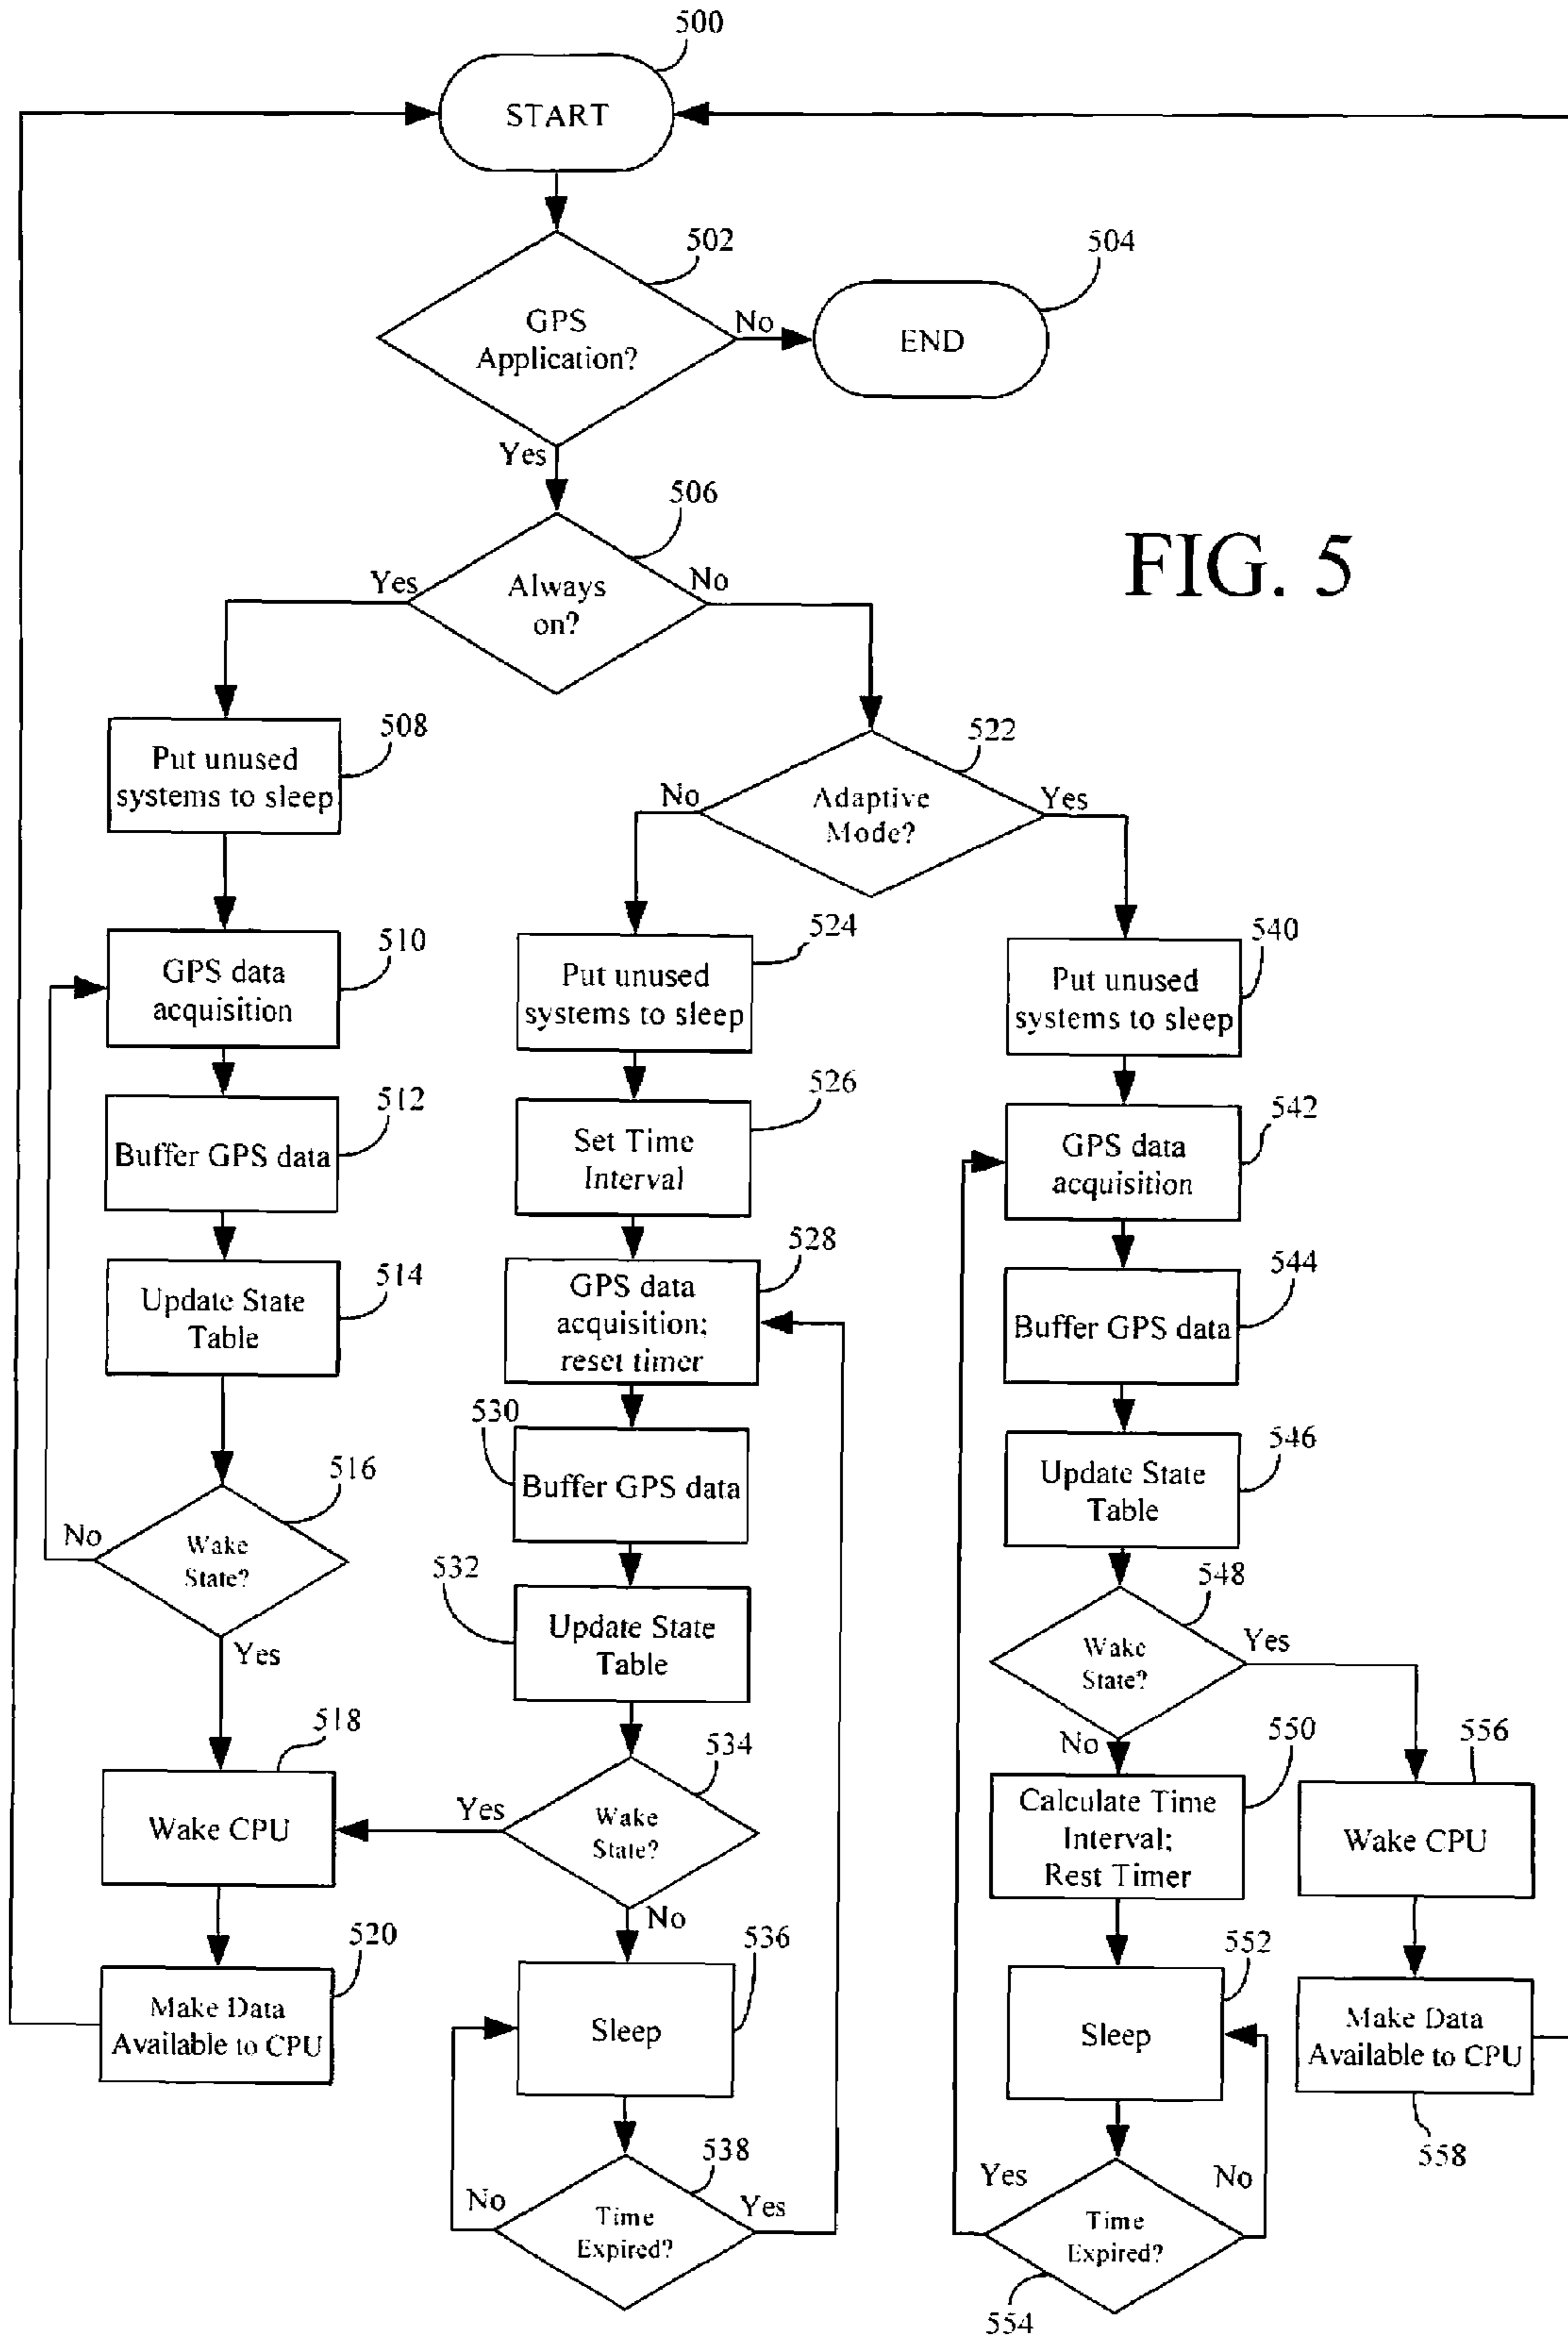 500
START
502
GPS
Application?
No
504
END
Yes
506
Always
on?
Yes
No
FIG. 5
508
Put unused
systems to sleep
522
Adaptive
Mode?
No
Yes
510
GPS data
acquisition
512
Buffer GPS data
514
Update State
Table
516
Wake
State?
No
Yes
518
Wake CPU
520
Make Data
Available to CPU
524
Put unused
systems to sleep
526
Set Time
Interval
528
GPS data
acquisition;
reset timer
530
Buffer GPS data
532
Update State
Table
534
Wake
State?
Yes
No
536
Sleep
538
Time
Expired?
No
Yes
540
Put unused
systems to sleep
542
GPS data
acquisition
544
Buffer GPS data
546
Update State
Table
548
Wake
State?
Yes
No
550
Calculate Time
Interval;
Rest Timer
552
Sleep
Time
Expired?
Yes
No
554
556
Wake CPU
Make Data
Available to CPU
558